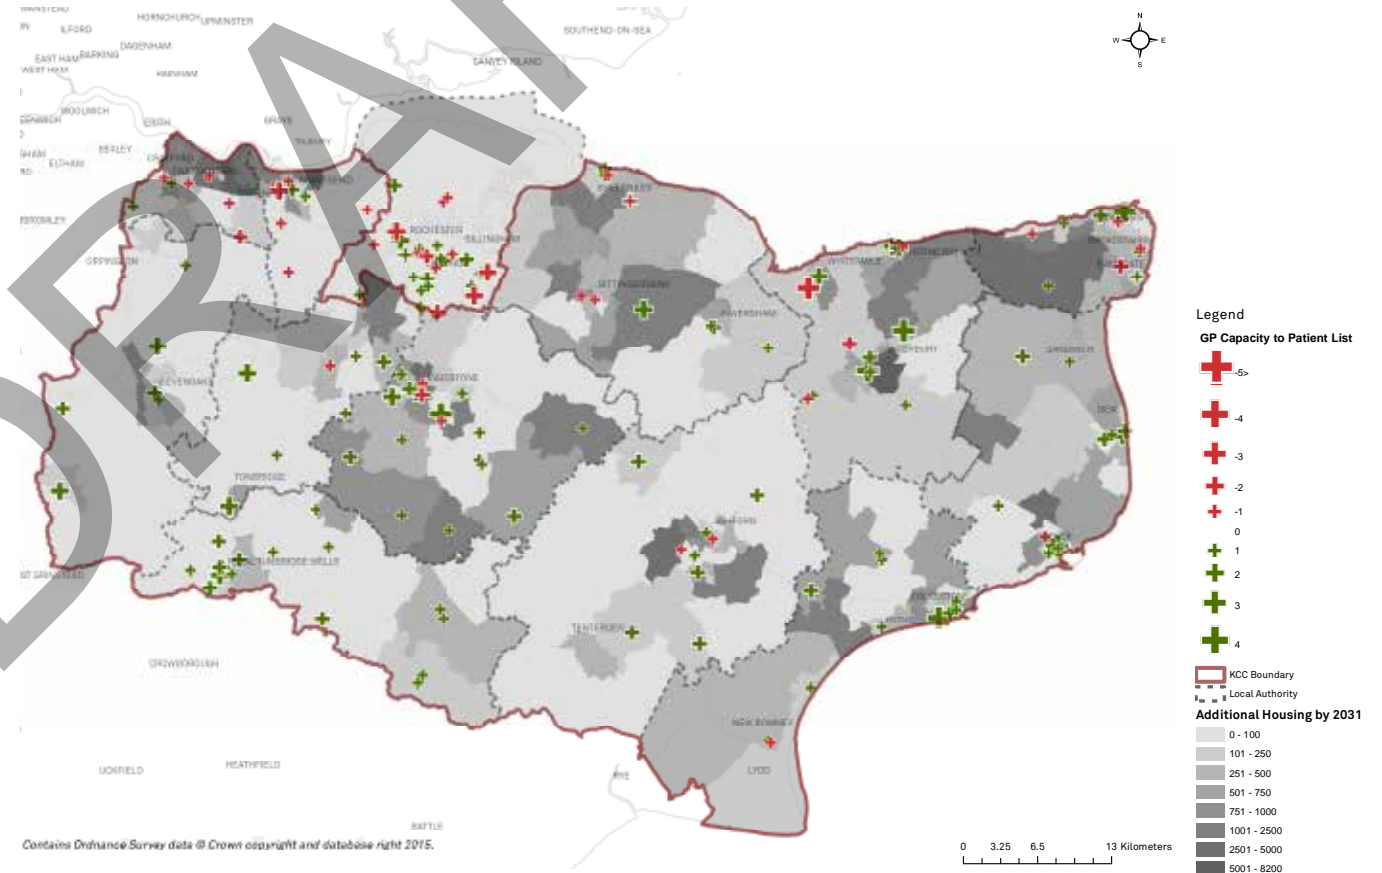 HORNCHURCH
UPMINSTER
ILFORD
SOUTHEND-ON-SEA
DAGENHAM
EAST HAM
BARKING
CANVEY ISLAND
WEST HAM
RAINHAM
WOOLWICH
ERITH
GRAYS
TILBURY
BEXLEY
CRAYFORD
ELTHAM
BROMLEY
ORPINGTON
ROCHESTER
GILLINGHAM
WHITSTABLE
SITTINGBOURNE
FAVERSHAM
SEVENOAKS
SANDWICH
TONBRIDGE
ASHFORD
TUNBRIDGE WELLS
TENTERDEN
CROWBOROUGH
NEW ROMNEY
LYDD
UCKFIELD
HEATHFIELD
RYE
BATTLE
DRAFT
N
W E
S
Legend
GP Capacity to Patient List
-5>
-4
-3
-2
-1
0
1
2
3
4
KCC Boundary
Local Authority
Additional Housing by 2031
0 - 100
101 - 250
251 - 500
501 - 750
751 - 1000
1001 - 2500
2501 - 5000
5001 - 8200
0 3.25 6.5 13 Kilometers
Contains Ordnance Survey data © Crown copyright and database right 2015.